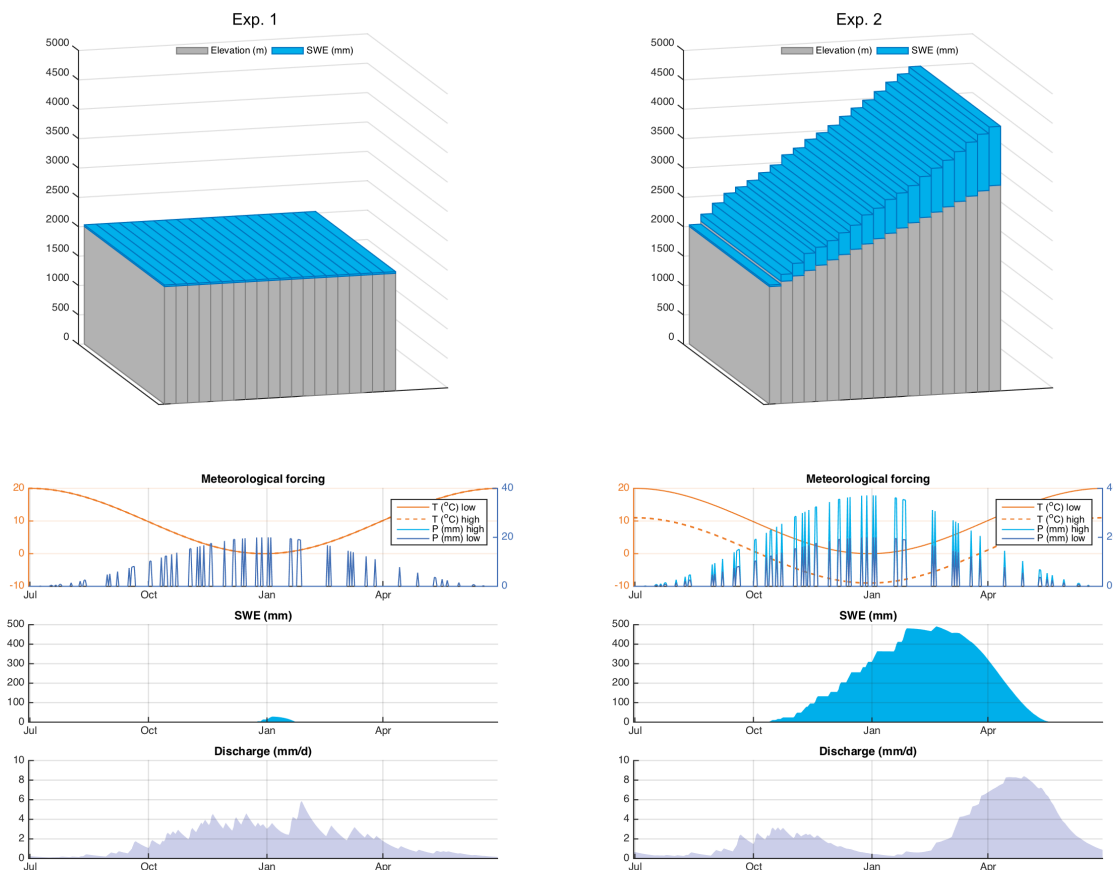 Exp. 1
Elevation (m) SWE (mm)
5000
4500
4000
3500
3000
2500
2000
1500
1000
500
0
Meteorological forcing
20
10
0
-10
40
20
0
T (°C) low
T (°C) high
P (mm) high
P (mm) low
Jul Oct Jan Apr
SWE (mm)
500
400
300
200
100
0
Jul Oct Jan Apr
Discharge (mm/d)
10
8
6
4
2
0
Jul Oct Jan Apr
Exp. 2
Elevation (m) SWE (mm)
5000
4500
4000
3500
3000
2500
2000
1500
1000
500
0
Meteorological forcing
20
10
0
-10
4
2
0
T (°C) low
T (°C) high
P (mm) high
P (mm) low
Jul Oct Jan Apr
SWE (mm)
500
400
300
200
100
0
Jul Oct Jan Apr
Discharge (mm/d)
10
8
6
4
2
0
Jul Oct Jan Apr